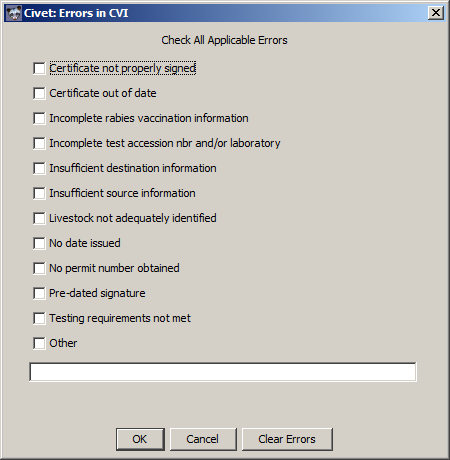 Civet: Errors in CVI
Check All Applicable Errors
Certificate not properly signed
Certificate out of date
Incomplete rabies vaccination information
Incomplete test accession nbr and/or laboratory
Insufficient destination information
Insufficient source information
Livestock not adequately identified
No date issued
No permit number obtained
Pre-dated signature
Testing requirements not met
Other
OK Cancel Clear Errors